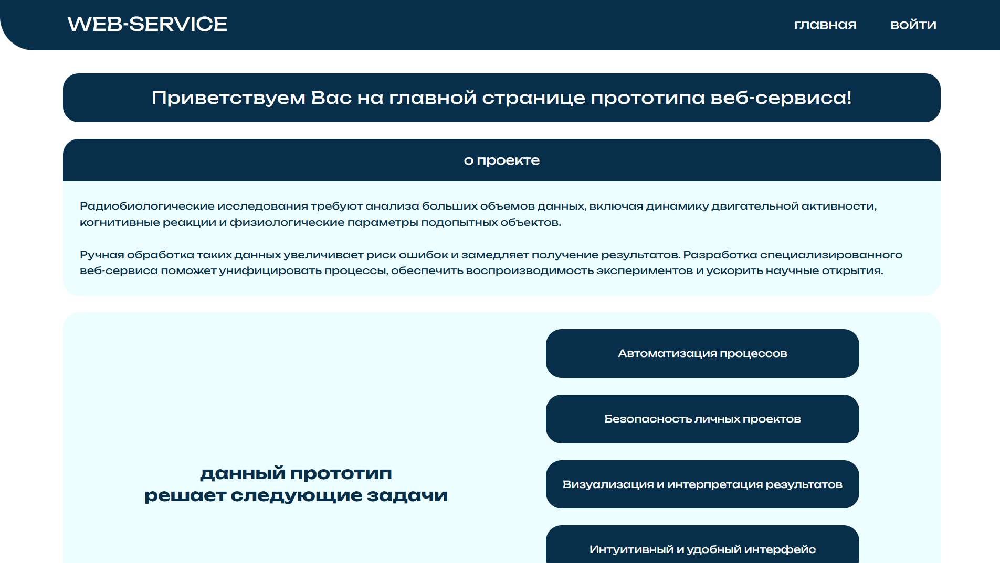 WEB-SERVICE
главная
войти
Приветствуем Вас на главной странице прототипа веб-сервиса!
о проекте
Радиобиологические исследования требуют анализа больших объемов данных, включая динамику двигательной активности,
когнитивные реакции и физиологические параметры подопытных объектов.
Ручная обработка таких данных увеличивает риск ошибок и замедляет получение результатов. Разработка специализированного
веб-сервиса поможет унифицировать процессы, обеспечить воспроизводимость экспериментов и ускорить научные открытия.
данный прототип
решает следующие задачи
Автоматизация процессов
Безопасность личных проектов
Визуализация и интерпретация результатов
Интуитивный и удобный интерфейс